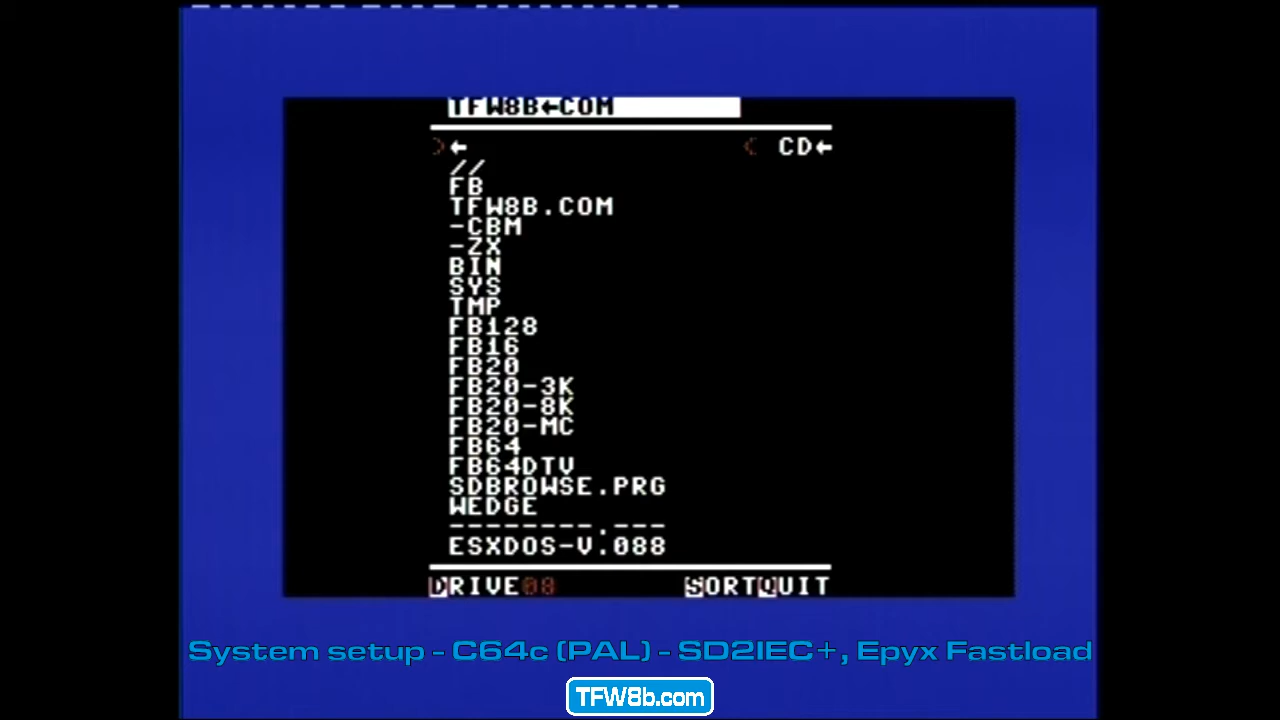 TFW8B←COM
>← < CD←
//
FB
TFW8B.COM
-CBM
-ZX
BIN
SYS
TMP
FB128
FB16
FB20
FB20-3K
FB20-8K
FB20-MC
FB64
FB64DTV
SDBROWSE.PRG
WEDGE
--------.---
ESXDOS-V.088
DRIVE08 SORTQUIT
System setup - C64c (PAL) - SD2IEC+, Epyx Fastload
TFW8b.com